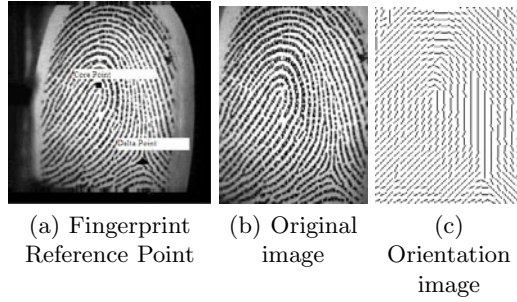 Core Point
Delta Point
(a) Fingerprint
Reference Point
(b) Original
image
(c)
Orientation
image